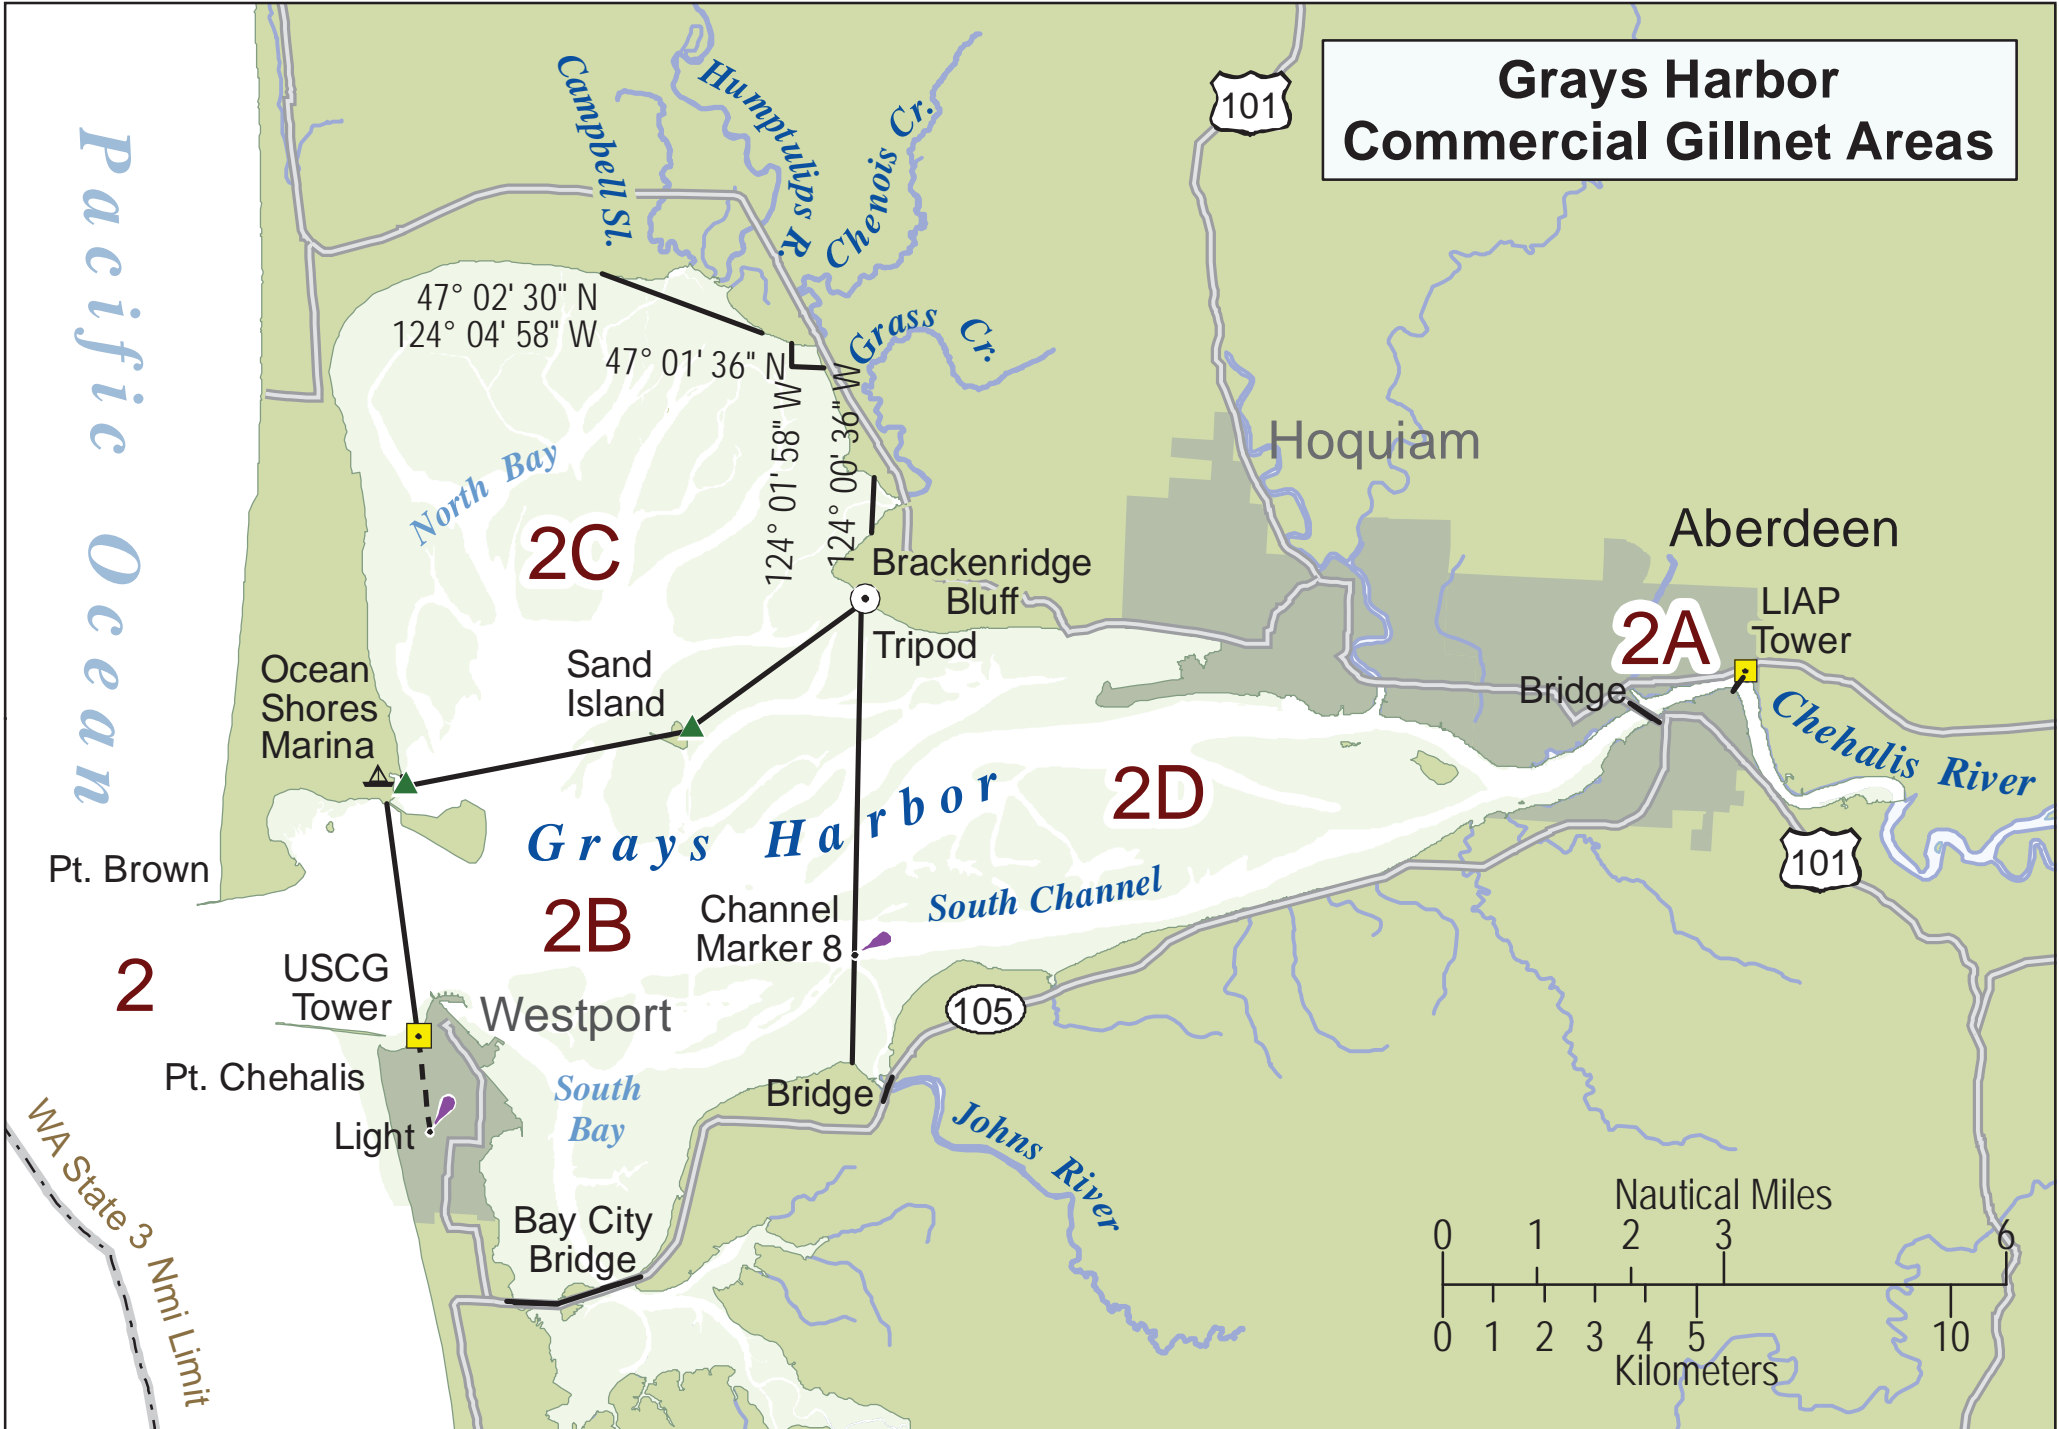 Grays Harbor
Commercial Gillnet Areas
101
Campbell Sl.
Humptulips R.
Chenois Cr.
Grass Cr.
Pacific Ocean
47° 02' 30" N
124° 04' 58" W
47° 01' 36" N
124° 01' 58" W
124° 00' 36" W
North Bay
2C
Hoquiam
Aberdeen
Brackenridge
Bluff
Tripod
LIAP
Tower
2A
Bridge
Chehalis River
Ocean
Shores
Marina
Sand
Island
2D
Grays Harbor
Pt. Brown
101
South Channel
2B
Channel
Marker 8
2
USCG
Tower
Westport
105
Pt. Chehalis
South
Bay
Bridge
Johns River
Light
WA State 3 Nmi Limit
Bay City
Bridge
Nautical Miles
0 1 2 3 6
0 1 2 3 4 5 10
Kilometers